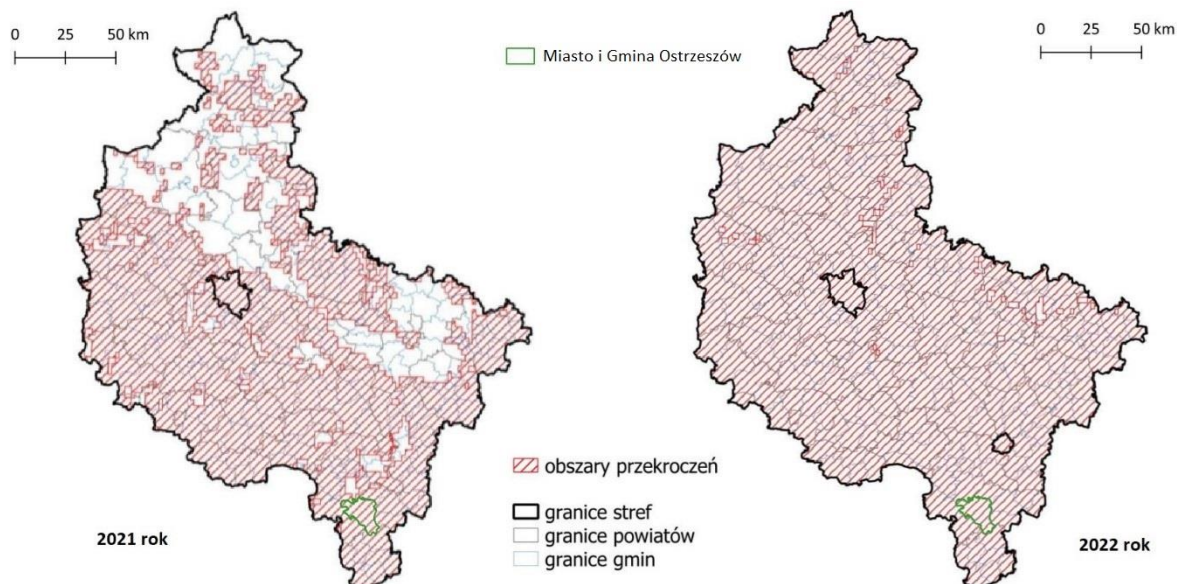 0 25 50 km
Miasto i Gmina Ostrzeszów
0 25 50 km
obszary przekroczeń
granice stref
granice powiatów
granice gmin
2021 rok
2022 rok